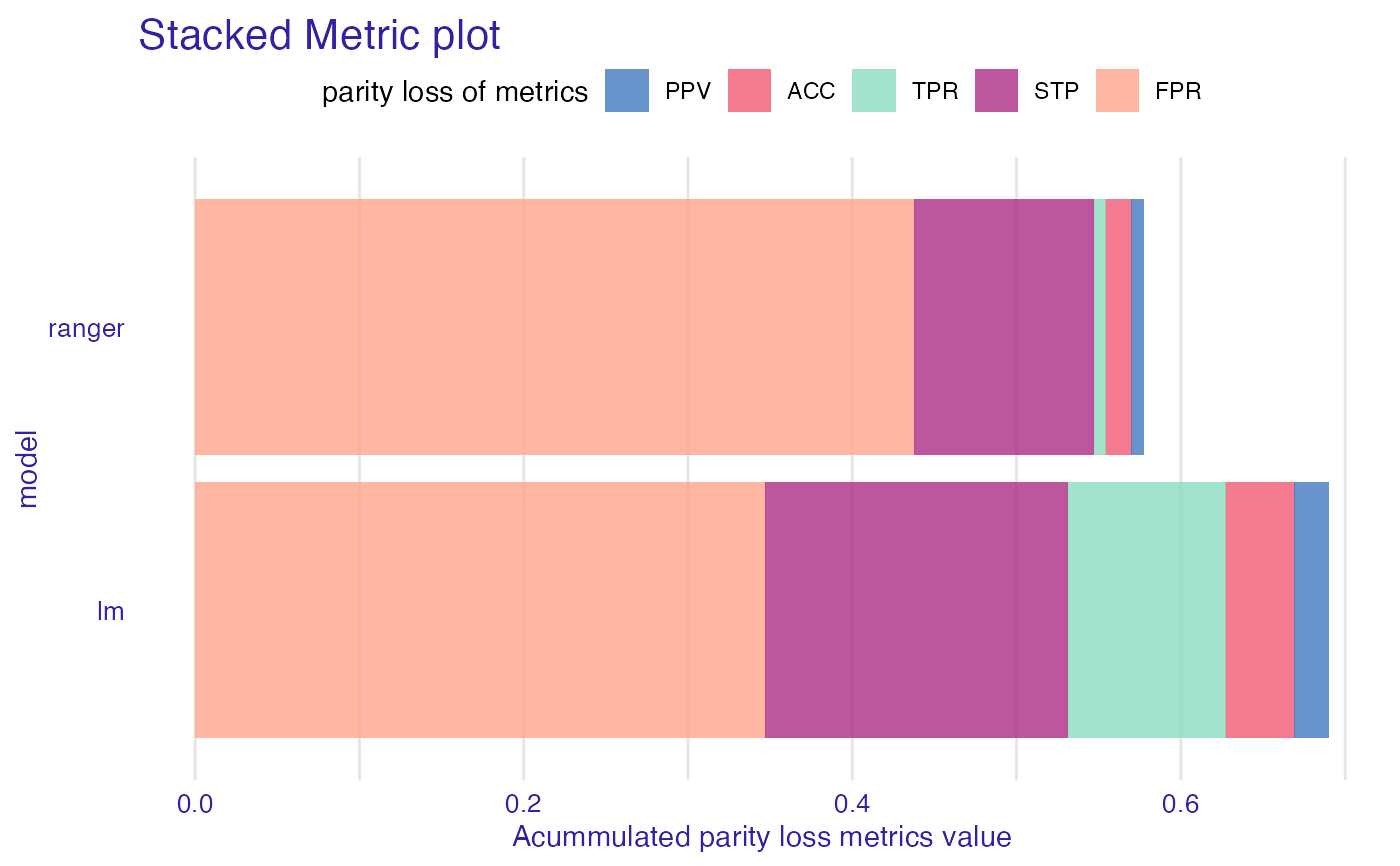 Stacked Metric plot
parity loss of metrics PPV ACC TPR STP FPR
ranger
model
lm
0.0 0.2 0.4 0.6
Acummulated parity loss metrics value